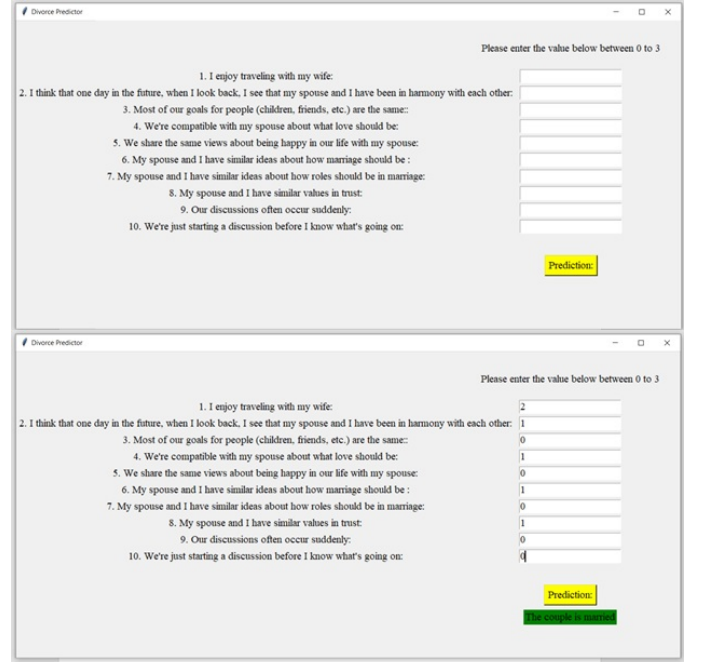 Divorce Predictor
Please enter the value below between 0 to 3
1. I enjoy traveling with my wife:
2. I think that one day in the future, when I look back, I see that my spouse and I have been in harmony with each other:
3. Most of our goals for people (children, friends, etc.) are the same::
4. We're compatible with my spouse about what love should be:
5. We share the same views about being happy in our life with my spouse:
6. My spouse and I have similar ideas about how marriage should be :
7. My spouse and I have similar ideas about how roles should be in marriage:
8. My spouse and I have similar values in trust:
9. Our discussions often occur suddenly:
10. We're just starting a discussion before I know what's going on:
Prediction:
Divorce Predictor
Please enter the value below between 0 to 3
1. I enjoy traveling with my wife: 2
2. I think that one day in the future, when I look back, I see that my spouse and I have been in harmony with each other: 1
3. Most of our goals for people (children, friends, etc.) are the same:: 0
4. We're compatible with my spouse about what love should be: 1
5. We share the same views about being happy in our life with my spouse: 0
6. My spouse and I have similar ideas about how marriage should be : 1
7. My spouse and I have similar ideas about how roles should be in marriage: 0
8. My spouse and I have similar values in trust: 1
9. Our discussions often occur suddenly: 0
10. We're just starting a discussion before I know what's going on: 0
Prediction:
The couple is married